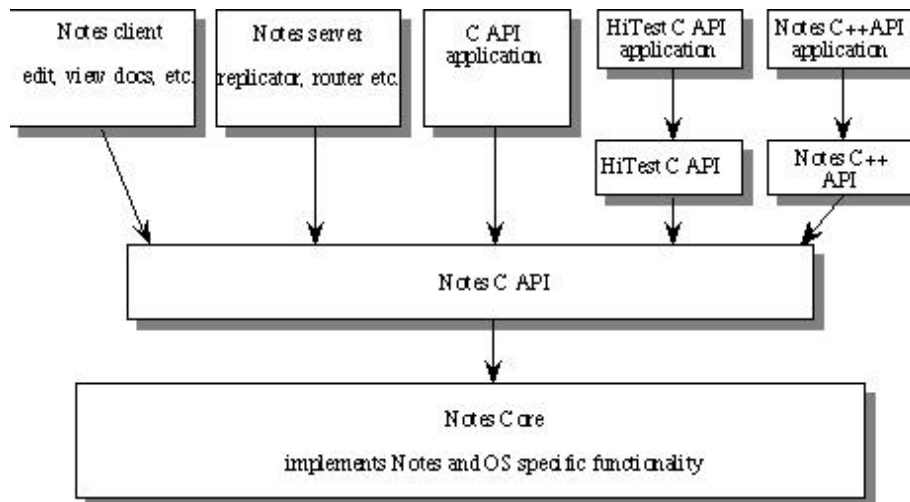 Notes client
edit, view docs, etc.
Notes server
replicator, router etc.
C API
application
HiTest C API
application
Notes C++ API
application
HiTest C API
Notes C++
API
Notes C API
Notes Core
implements Notes and OS specific functionality